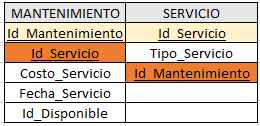 MANTENIMIENTO SERVICIO
Id_Mantenimiento Id_Servicio
Id_Servicio Tipo_Servicio
Costo_Servicio Id_Mantenimiento
Fecha_Servicio
Id_Disponible